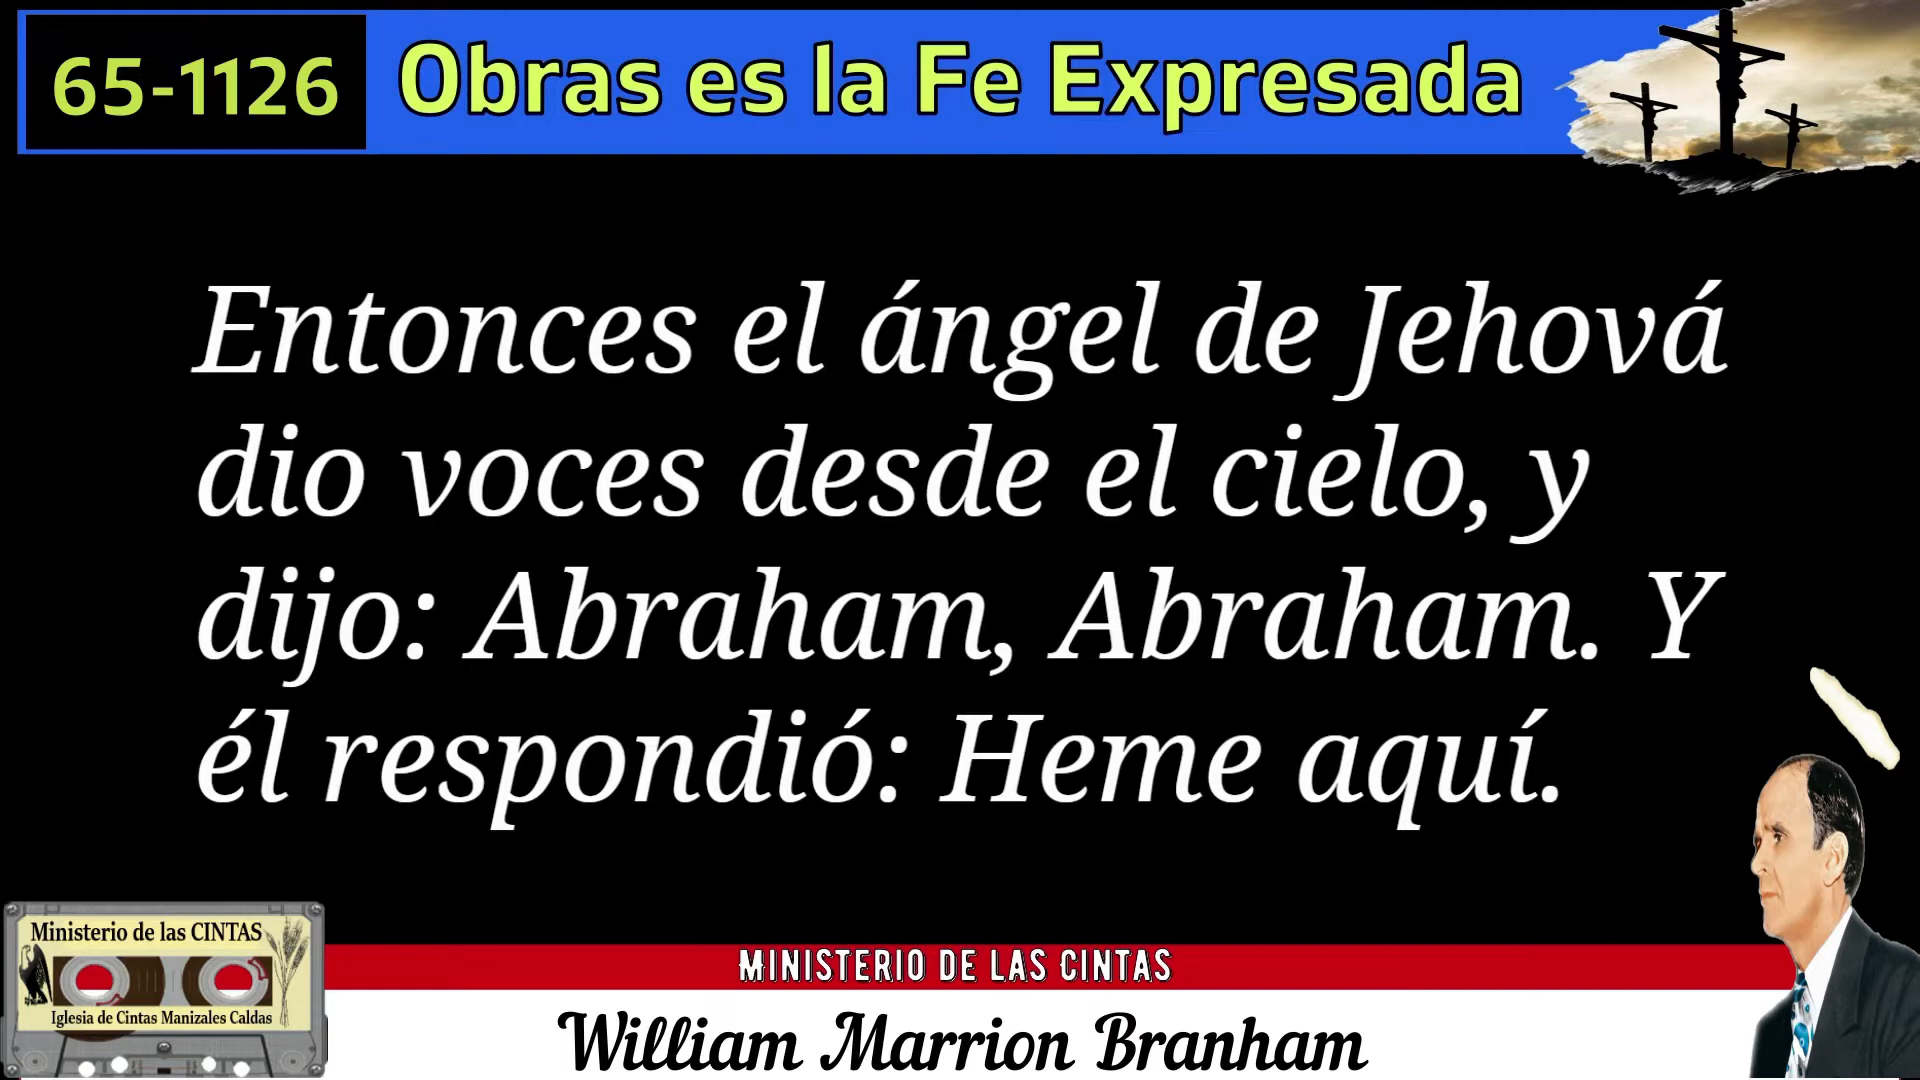 65-1126
Obras es la Fe Expresada
Entonces el ángel de Jehová
dio voces desde el cielo, y
dijo: Abraham, Abraham. Y
él respondió: Heme aquí.
Ministerio de las CINTAS
Iglesia de Cintas Manizales Caldas
MINISTERIO DE LAS CINTAS
William Marrion Branham